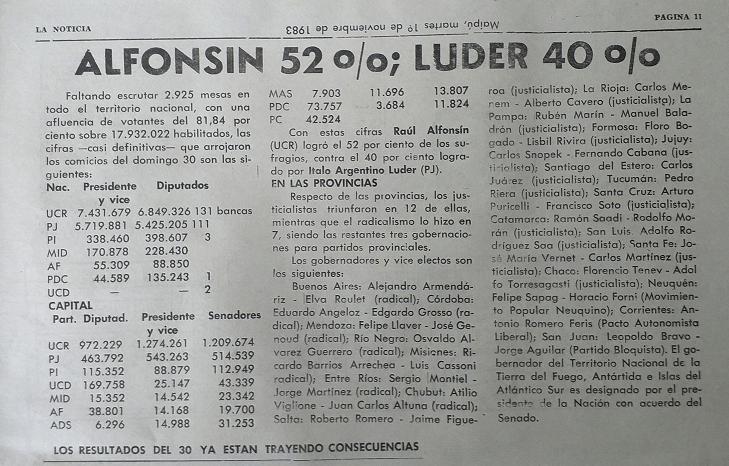 LA NOTICIA
Maipú, martes 1º de noviembre de 1983
PAGINA 11
ALFONSIN 52 o/o; LUDER 40 o/o
Faltando escrutar 2.925 mesas en
todo el territorio nacional, con una
afluencia de votantes del 81,84 por
ciento sobre 17.932.022 habilitados, las
cifras —casi definitivas— que arrojaron
los comicios del domingo 30 son las si-
guientes:
Nac. Presidente Diputados
y vice
UCR 7.431.679 6.849.326 131 bancas
PJ 5.719.881 5.425.205 111
PI 338.460 398.607 3
MID 170.878 228.430
AF 55.309 88.850
PDC 44.589 135.243 1
UCD — — 2
CAPITAL
Part. Diputad. Presidente Senadores
y vice
UCR 972.229 1.274.261 1.209.674
PJ 463.792 543.263 514.539
PI 115.352 88.879 112.949
UCD 169.758 25.147 43.339
MID 15.352 14.542 23.342
AF 38.801 14.168 19.700
ADS 6.296 14.988 31.253
MAS 7.903 11.696 13.807
PDC 73.757 3.684 11.824
PC 42.524
Con estas cifras Raúl Alfonsín
(UCR) logró el 52 por ciento de los su-
fragios, contra el 40 por ciento logra-
do por Italo Argentino Luder (PJ).
EN LAS PROVINCIAS
Respecto de las provincias, los jus-
ticialistas triunfaron en 12 de ellas,
mientras que el radicalismo lo hizo en
7, siendo las restantes tres gobernacio-
nes para partidos provinciales.
Los gobernadores y vice electos son
los siguientes:
Buenos Aires: Alejandro Armendá-
riz - Elva Roulet (radical); Córdoba:
Eduardo Angeloz - Edgardo Grosso (ra-
dical); Mendoza: Felipe Llaver - José Ge-
noud (radical); Río Negro: Osvaldo Al-
varez Guerrero (radical); Misiones: Ri-
cardo Barrios Arrechea - Luis Cassoni
radical); Entre Ríos: Sergio Montiel -
Jorge Martínez (radical); Chubut: Atilio
Viglione - Juan Carlos Altuna (radical);
Salta: Roberto Romero - Jaime Figue-
roa (justicialista); La Rioja: Carlos Me-
nem - Alberto Cavero (justicialista); La
Pampa: Rubén Marín - Manuel Bala-
drón (justicialista); Formosa: Floro Bo-
gado - Lisbil Rivira (justicialista); Jujuy:
Carlos Snopek - Fernando Cabana (jus-
ticialista); Santiago del Estero: Carlos
Juárez (justicialista); Tucumán: Pedro
Riera (justicialista); Santa Cruz: Arturo
Puricelli - Francisco Soto (justicialista);
Catamarca: Ramón Saadi - Rodolfo Mo-
rán (justicialista); San Luis. Adolfo Ro-
dríguez Saa (justicialista); Santa Fe: Jo-
sé María Vernet - Carlos Martínez (jus-
ticialista); Chaco: Florencio Tenev - Adol
fo Torresagasti (justicialista); Neuquén:
Felipe Sapag - Horacio Forni (Movimien-
to Popular Neuquino); Corrientes: An-
tonio Romero Feris (Pacto Autonomista
Liberal); San Juan: Leopoldo Bravo -
Jorge Aguilar (Partido Bloquista). El go-
bernador del Territorio Nacional de la
Tierra del Fuego, Antártida e Islas del
Atlántico Sur es designado por el pre-
sidente de la Nación con acuerdo del
Senado.
LOS RESULTADOS DEL 30 YA ESTAN TRAYENDO CONSECUENCIAS